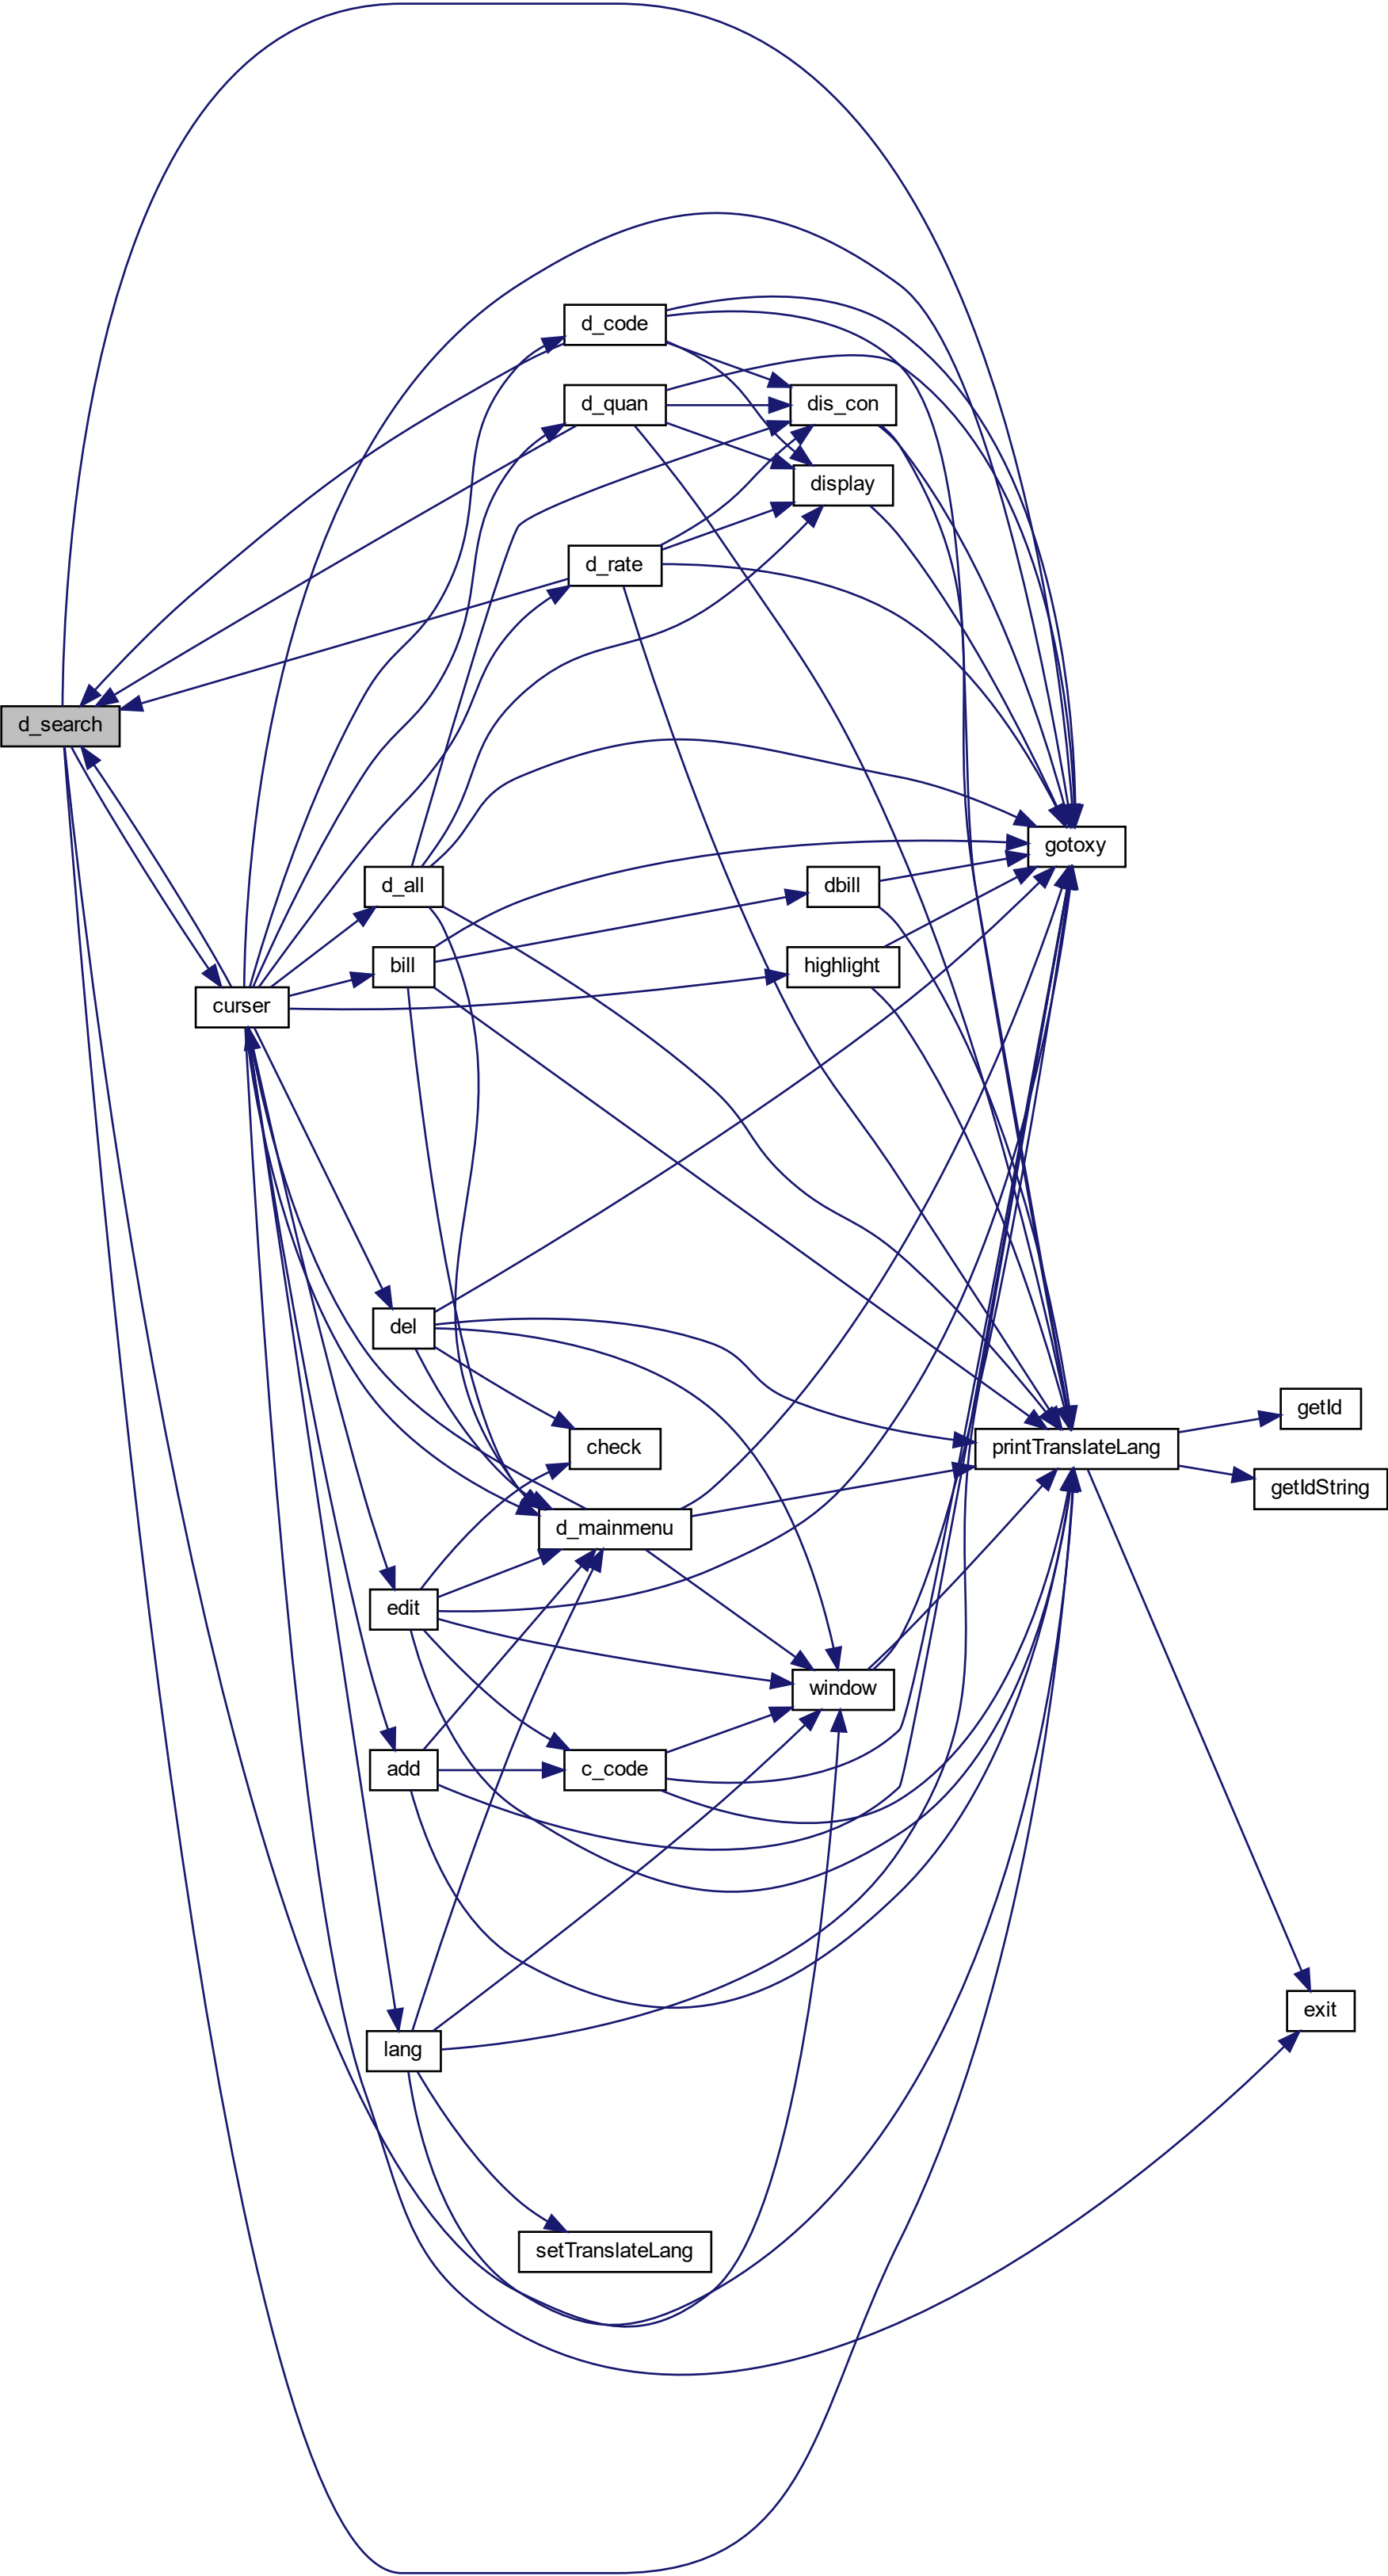 d_code
d_quan
dis_con
display
d_rate
d_search
gotoxy
d_all
dbill
bill
highlight
curser
del
getId
check
printTranslateLang
getIdString
d_mainmenu
edit
window
add
c_code
exit
lang
setTranslateLang